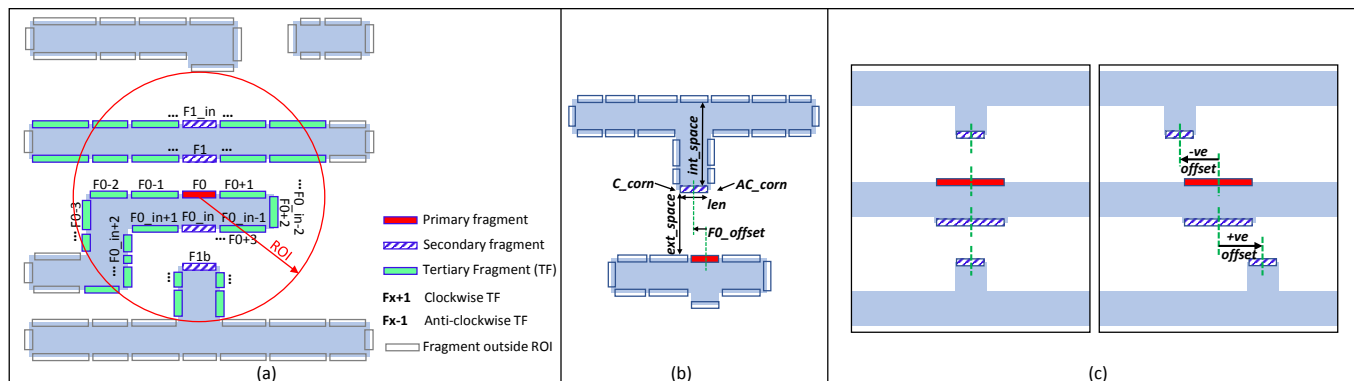 ... F1_in ...
... F1 ...
F0-2 F0-1 F0 F0+1
... F0-3
F0_in+1 F0_in F0_in-1
F0+2
... F0_in-2
... F0_in+2 ...
... F0+3
ROI
F1b
... ...
Primary fragment
Secondary fragment
Tertiary Fragment (TF)
Fx+1 Clockwise TF
Fx-1 Anti-clockwise TF
Fragment outside ROI
(a)
int_space
C_corn AC_corn
len
ext_space
F0_offset
(b)
-ve
offset
+ve
offset
(c)